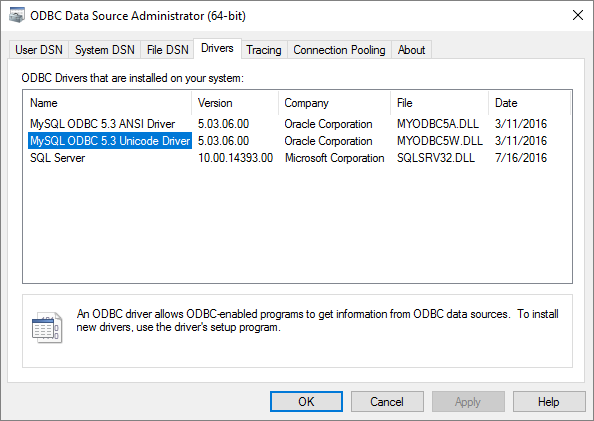 ODBC Data Source Administrator (64-bit)
User DSN System DSN File DSN Drivers Tracing Connection Pooling About
ODBC Drivers that are installed on your system:
Name Version Company File Date
MySQL ODBC 5.3 ANSI Driver 5.03.06.00 Oracle Corporation MYODBC5A.DLL 3/11/2016
MySQL ODBC 5.3 Unicode Driver 5.03.06.00 Oracle Corporation MYODBC5W.DLL 3/11/2016
SQL Server 10.00.14393.00 Microsoft Corporation SQLSRV32.DLL 7/16/2016
An ODBC driver allows ODBC-enabled programs to get information from ODBC data sources. To install
new drivers, use the driver's setup program.
OK Cancel Apply Help